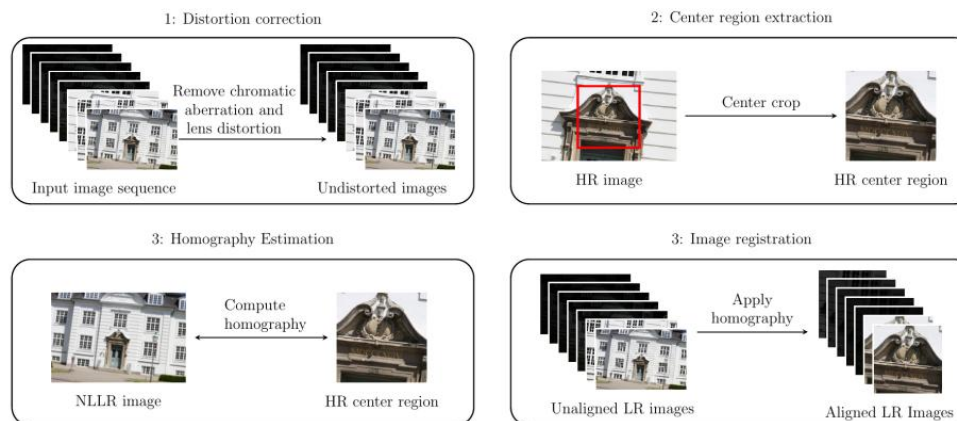 1: Distortion correction
Remove chromatic
aberration and
lens distortion
Input image sequence
Undistorted images
2: Center region extraction
Center crop
HR image
HR center region
3: Homography Estimation
Compute
homography
NLLR image
HR center region
3: Image registration
Apply
homography
Unaligned LR images
Aligned LR Images